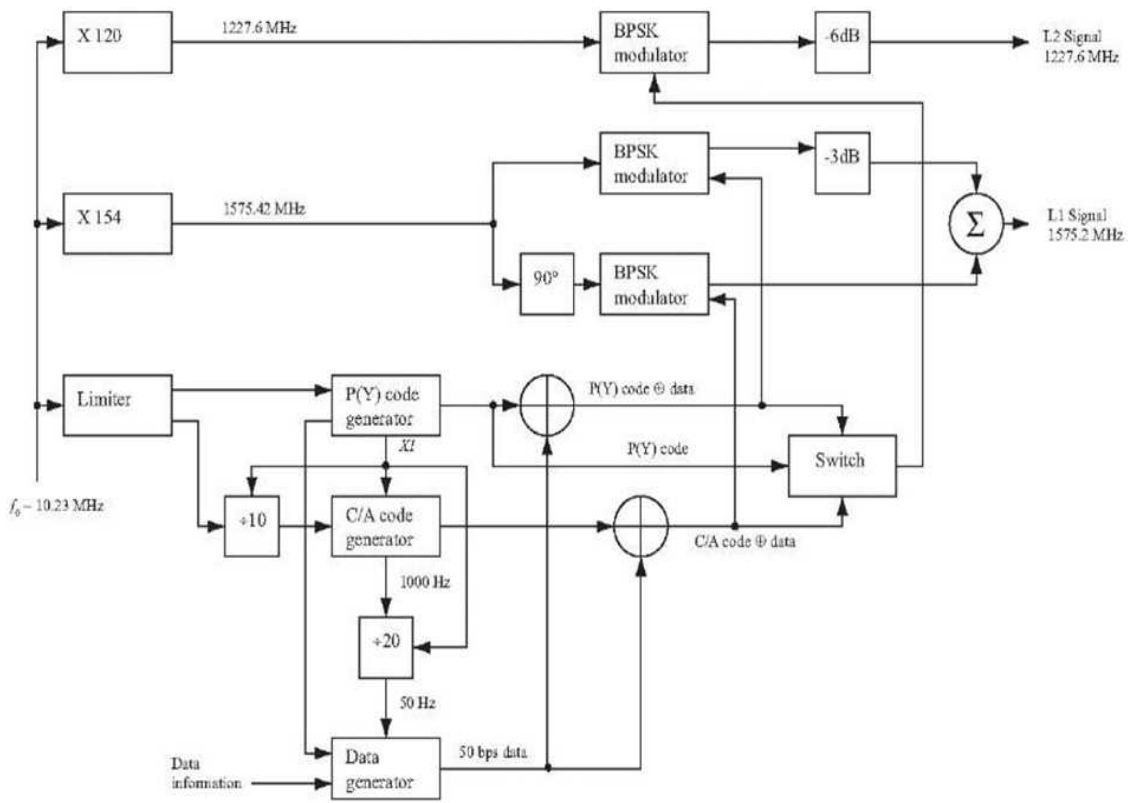 X 120
1227.6 MHz
BPSK
modulator
-6dB
L2 Signal
1227.6 MHz
BPSK
modulator
-3dB
X 154
1575.42 MHz
Σ
L1 Signal
1575.2 MHz
90°
BPSK
modulator
Limiter
P(Y) code
generator
P(Y) code ⊕ data
X1
P(Y) code
Switch
f₀ – 10.23 MHz
÷10
C/A code
generator
C/A code ⊕ data
1000 Hz
÷20
50 Hz
50 bps data
Data
information
Data
generator